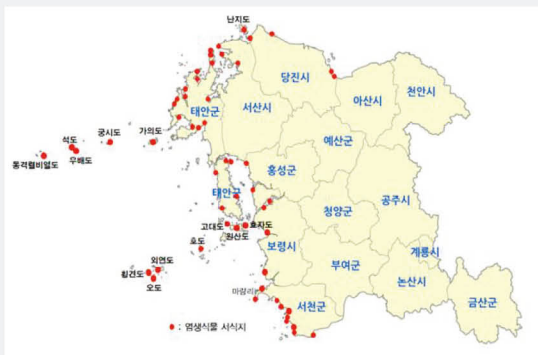 난지도
당진시
천안시
아산시
서산시
태안군
궁시도
가의도
석도
우배도
동격렬비열도
예산군
홍성군
공주시
태안군
청양군
고대도
효자도
원산도
호도
보령시
계룡시
부여군
외연도
횡견도
오도
논산시
금산군
마람리
서천군
: 염생식물 서식지